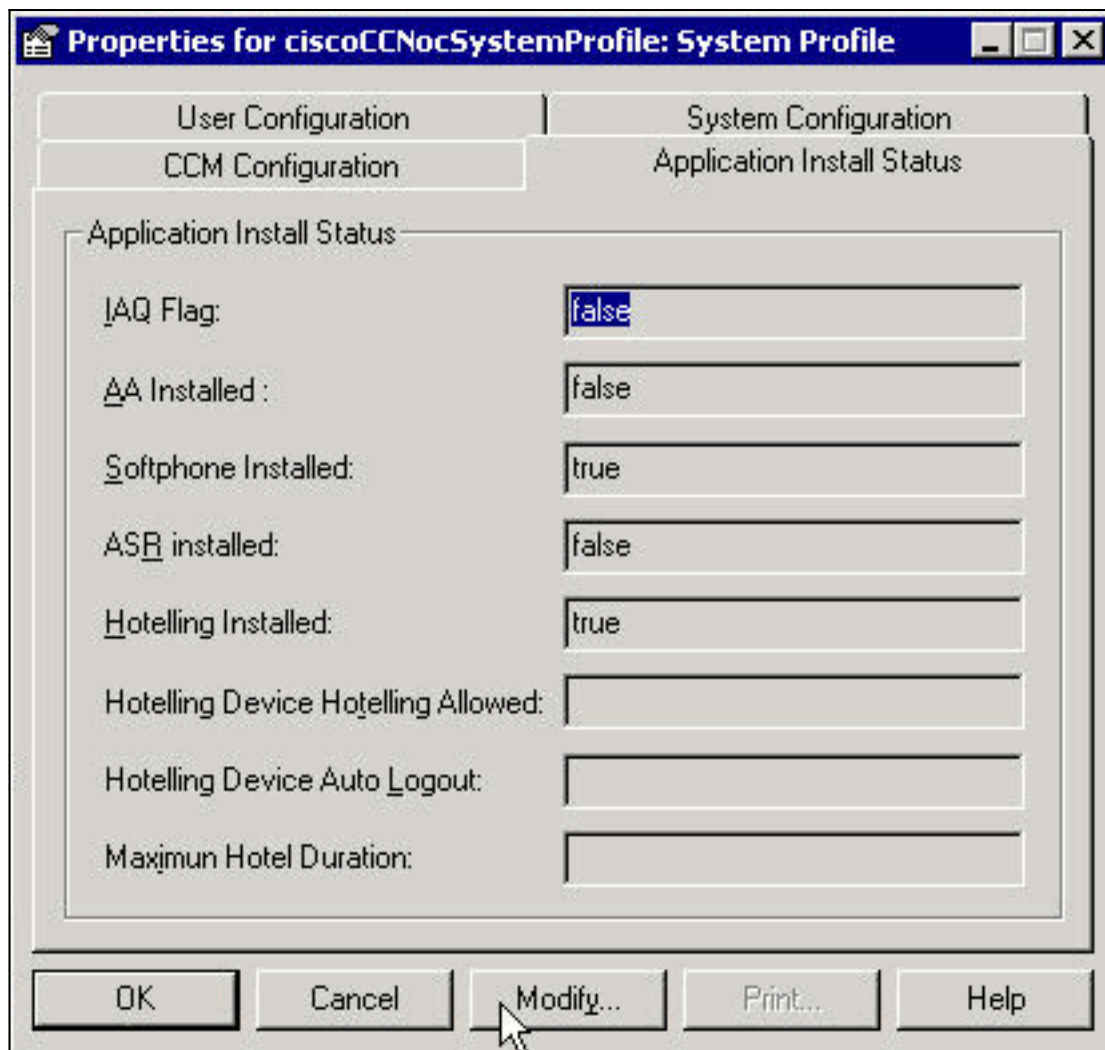 Properties for ciscoCCNocSystemProfile: System Profile
User Configuration
System Configuration
CCM Configuration
Application Install Status
Application Install Status
IAQ Flag:
false
AA Installed :
false
Softphone Installed:
true
ASR installed:
false
Hotelling Installed:
true
Hotelling Device Hotelling Allowed:
Hotelling Device Auto Logout:
Maximun Hotel Duration:
OK
Cancel
Modify...
Print...
Help